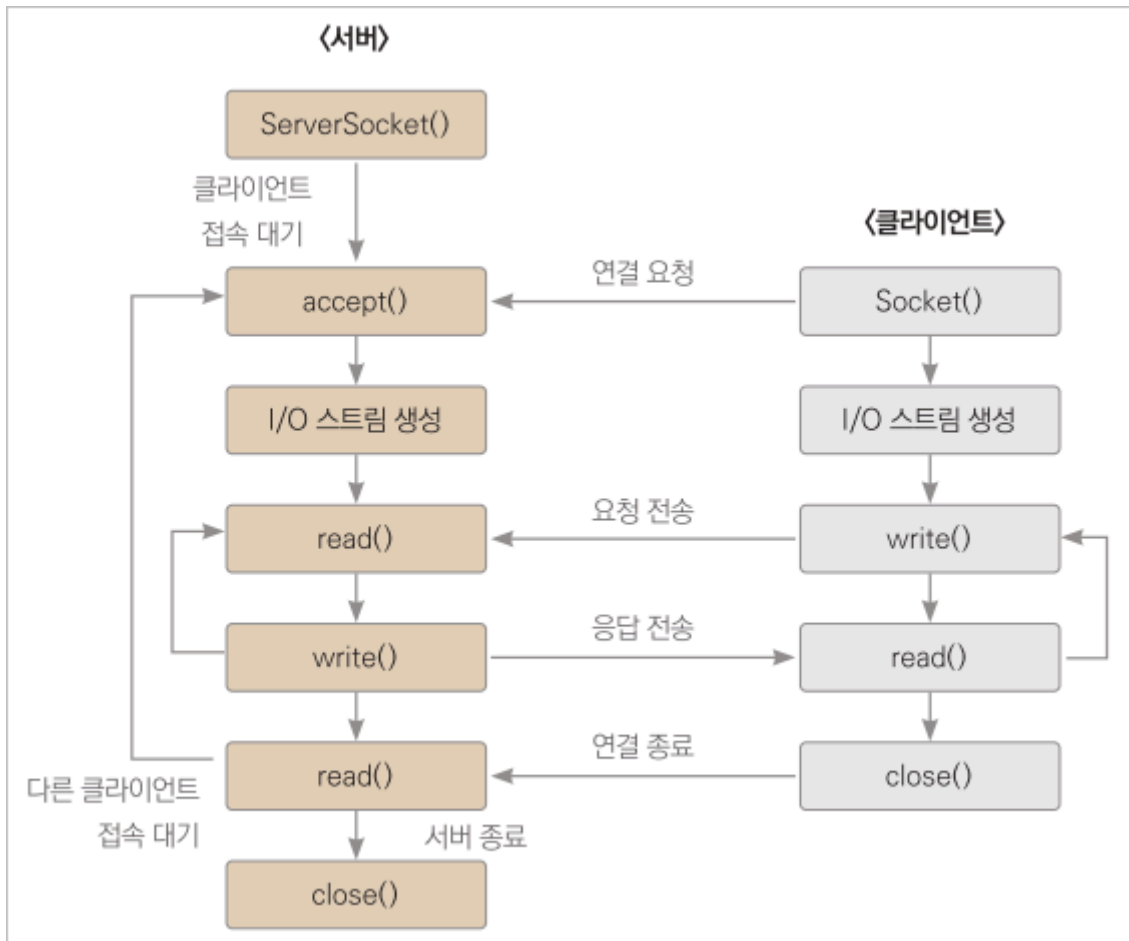 〈서버〉
ServerSocket()
클라이언트
접속 대기
〈클라이언트〉
연결 요청
accept()
Socket()
I/O 스트림 생성
I/O 스트림 생성
요청 전송
read()
write()
응답 전송
write()
read()
연결 종료
read()
close()
다른 클라이언트
접속 대기
서버 종료
close()